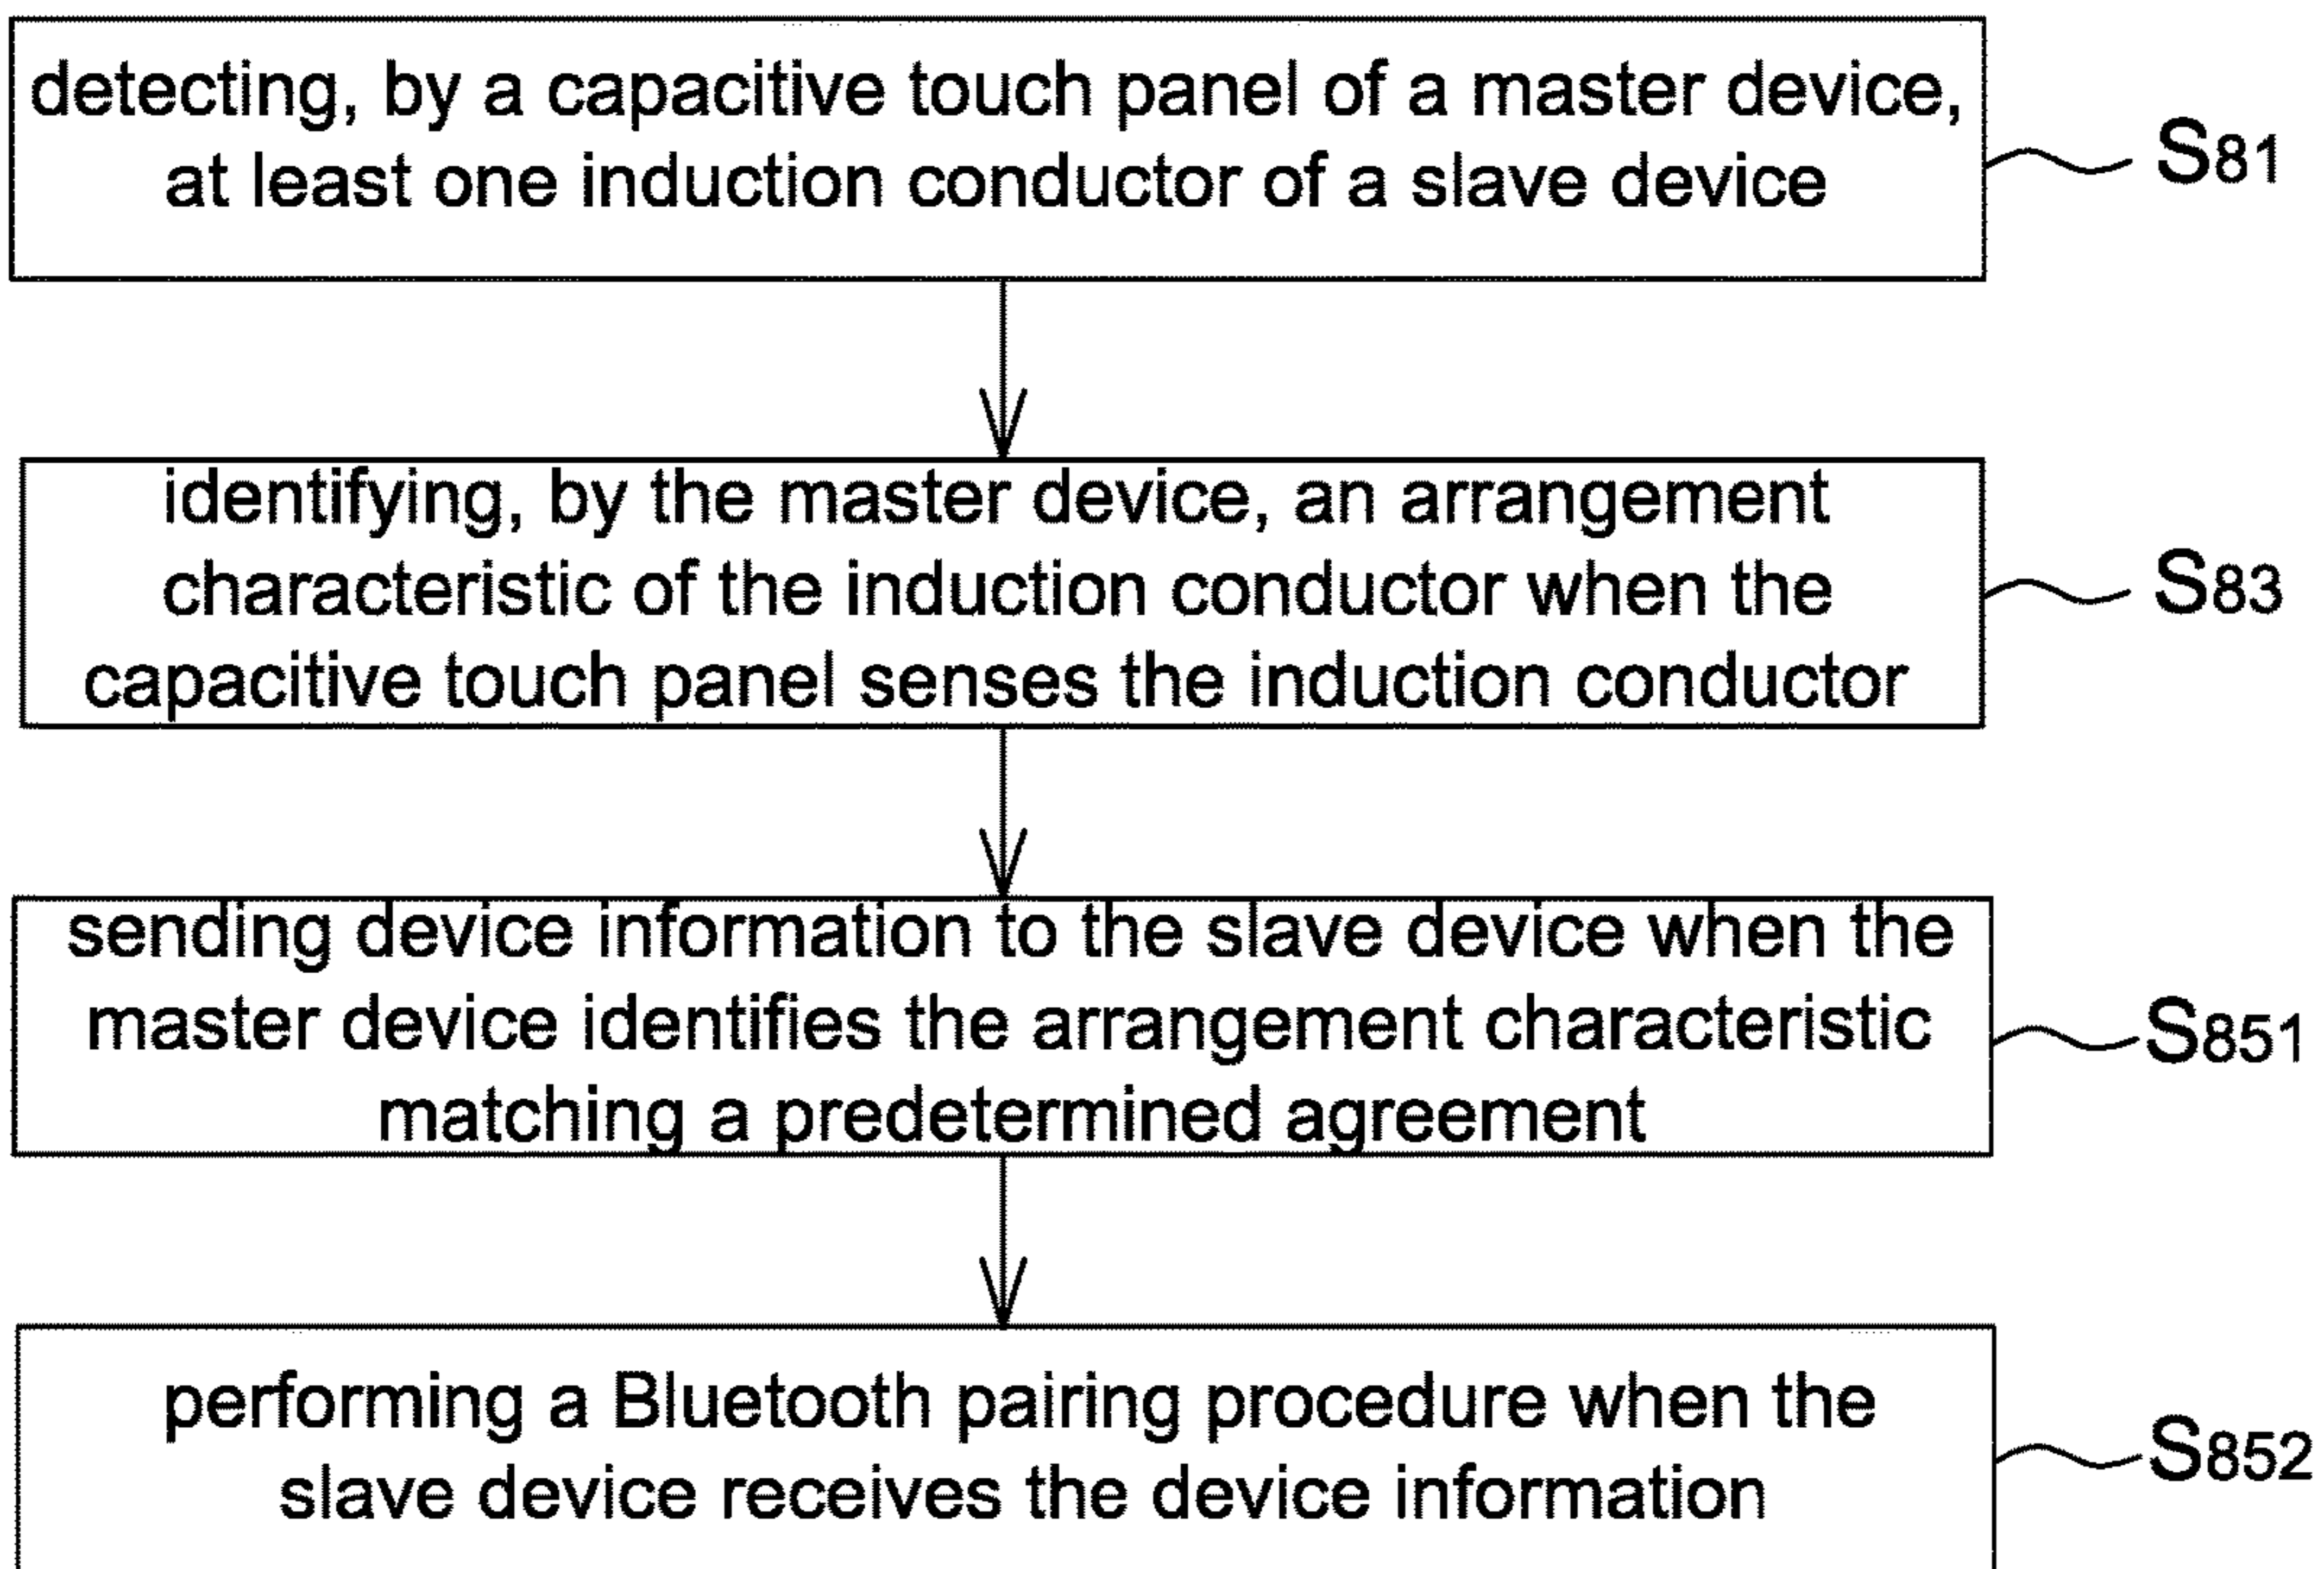 detecting, by a capacitive touch panel of a master device,
at least one induction conductor of a slave device
S81
identifying, by the master device, an arrangement
characteristic of the induction conductor when the
capacitive touch panel senses the induction conductor
S83
sending device information to the slave device when the
master device identifies the arrangement characteristic
matching a predetermined agreement
S851
performing a Bluetooth pairing procedure when the
slave device receives the device information
S852